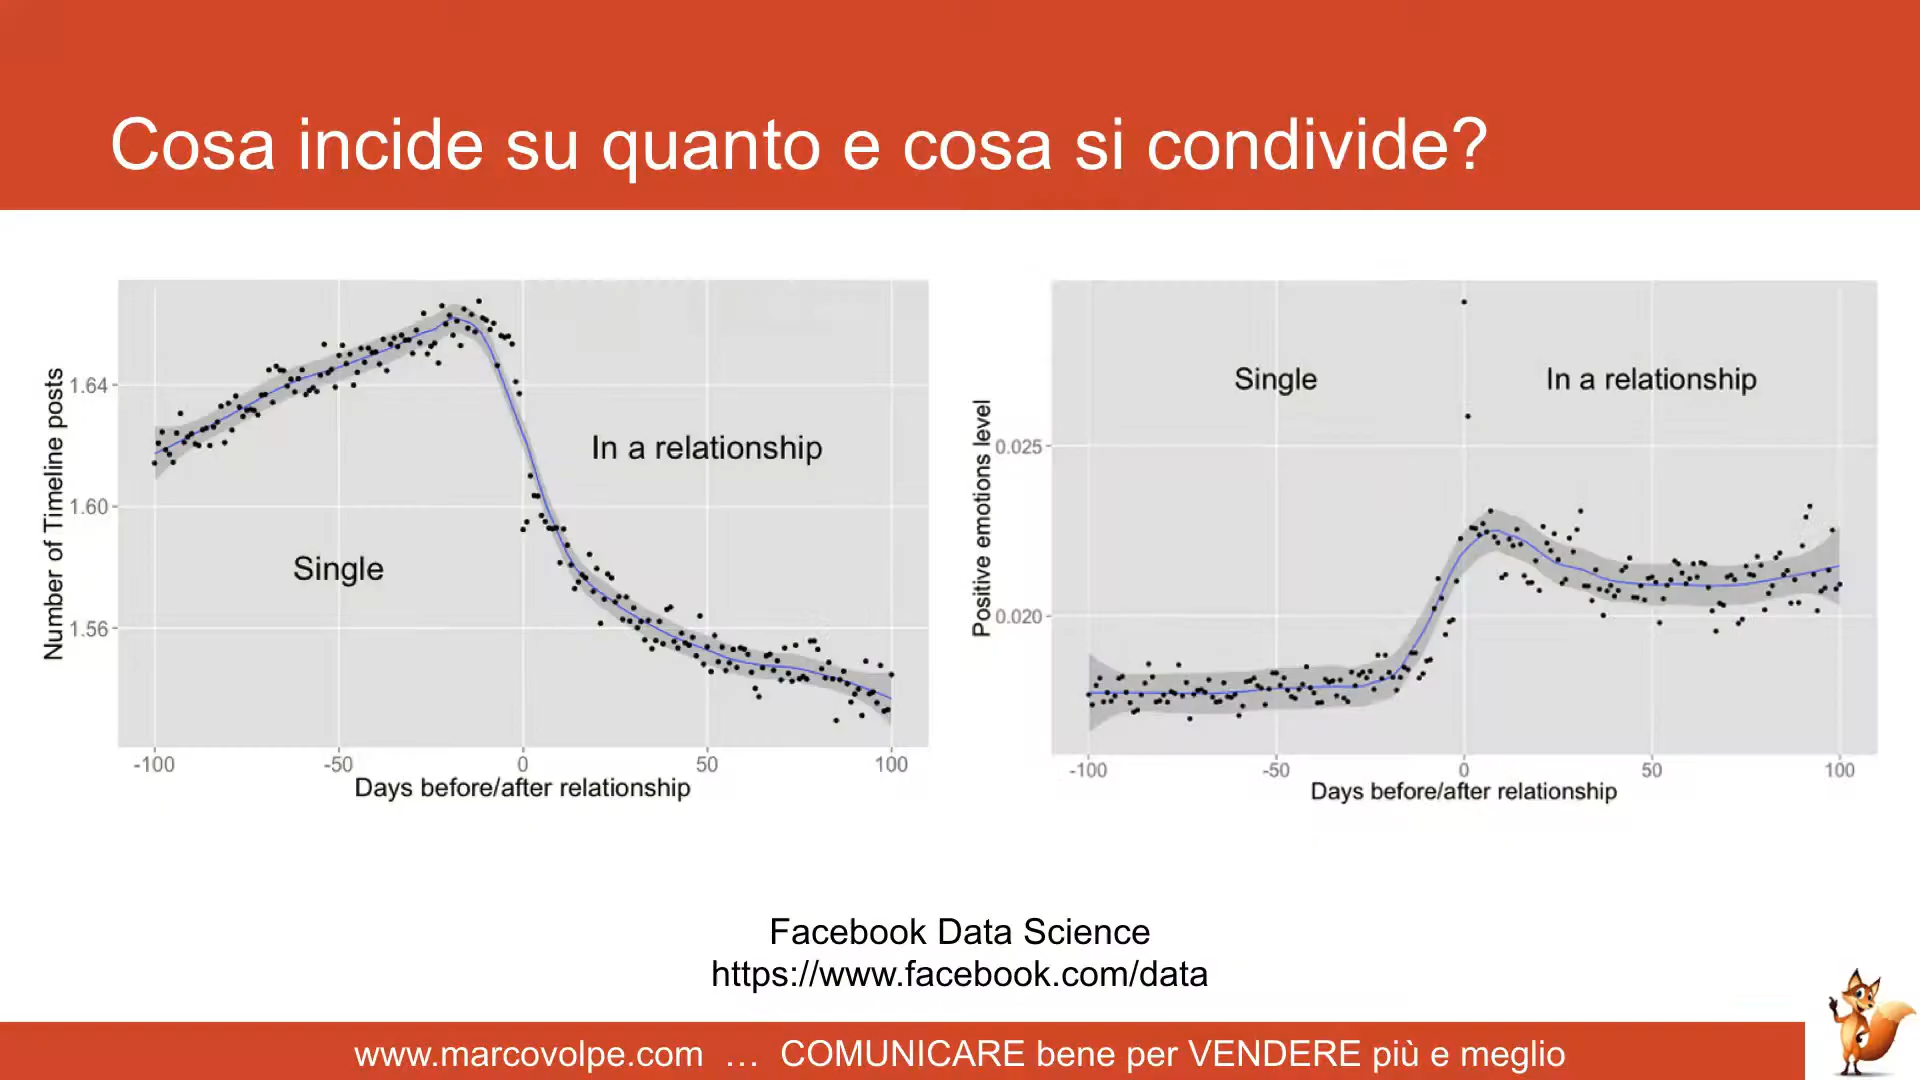 Cosa incide su quanto e cosa si condivide?
Number of Timeline posts
1.64
1.60
1.56
Single
In a relationship
-100
-50
0
50
100
Days before/after relationship
Positive emotions level
0.025
0.020
Single
In a relationship
-100
-50
0
50
100
Days before/after relationship
Facebook Data Science
https://www.facebook.com/data
www.marcovolpe.com … COMUNICARE bene per VENDERE più e meglio